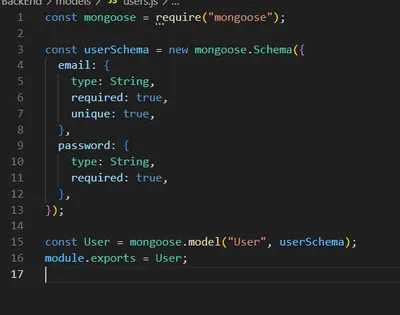 BackEnd > models > JS users.js > ...
1 const mongoose = require("mongoose");
2
3 const userSchema = new mongoose.Schema({
4 email: {
5 type: String,
6 required: true,
7 unique: true,
8 },
9 password: {
10 type: String,
11 required: true,
12 },
13 });
14
15 const User = mongoose.model("User", userSchema);
16 module.exports = User;
17